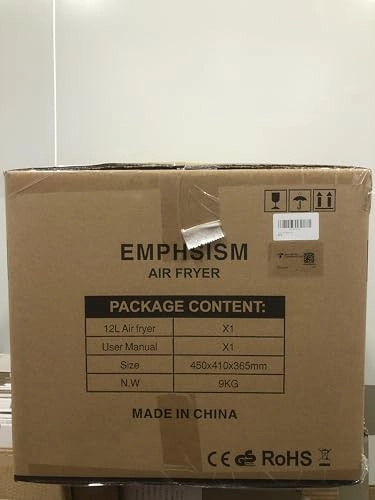 EMPHSISM
AIR FRYER
PACKAGE CONTENT:
12L Air fryer X1
User Manual X1
Size 450x410x365mm
N.W 9KG
MADE IN CHINA
CE GS RoHS